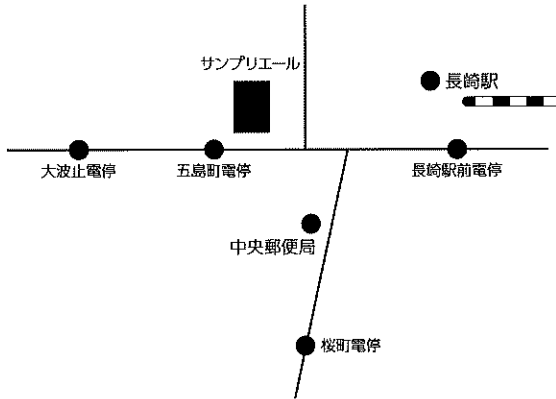 サンプリエール
長崎駅
大波止電停
五島町電停
長崎駅前電停
中央郵便局
桜町電停